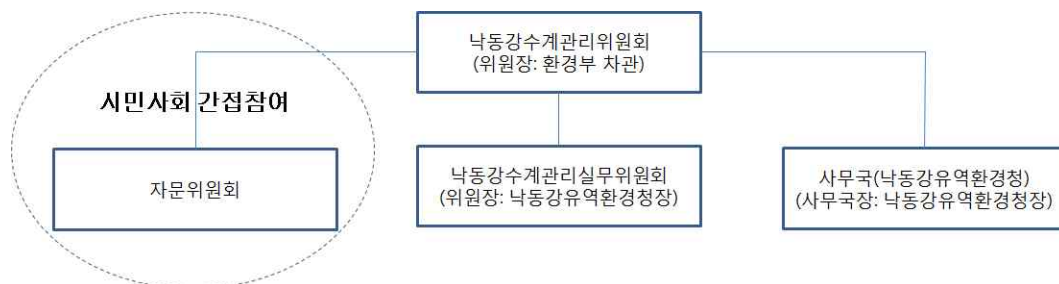 낙동강수계관리위원회
(위원장: 환경부 차관)
시민사회 간접참여
자문위원회
낙동강수계관리실무위원회
(위원장: 낙동강유역환경청장)
사무국(낙동강유역환경청)
(사무국장: 낙동강유역환경청장)